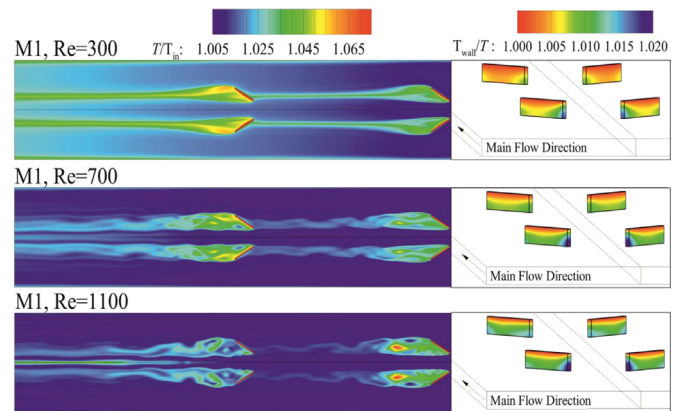 M1, Re=300
T/Tin: 1.005 1.025 1.045 1.065
Twall/T: 1.000 1.005 1.010 1.015 1.020
Main Flow Direction
M1, Re=700
Main Flow Direction
M1, Re=1100
Main Flow Direction